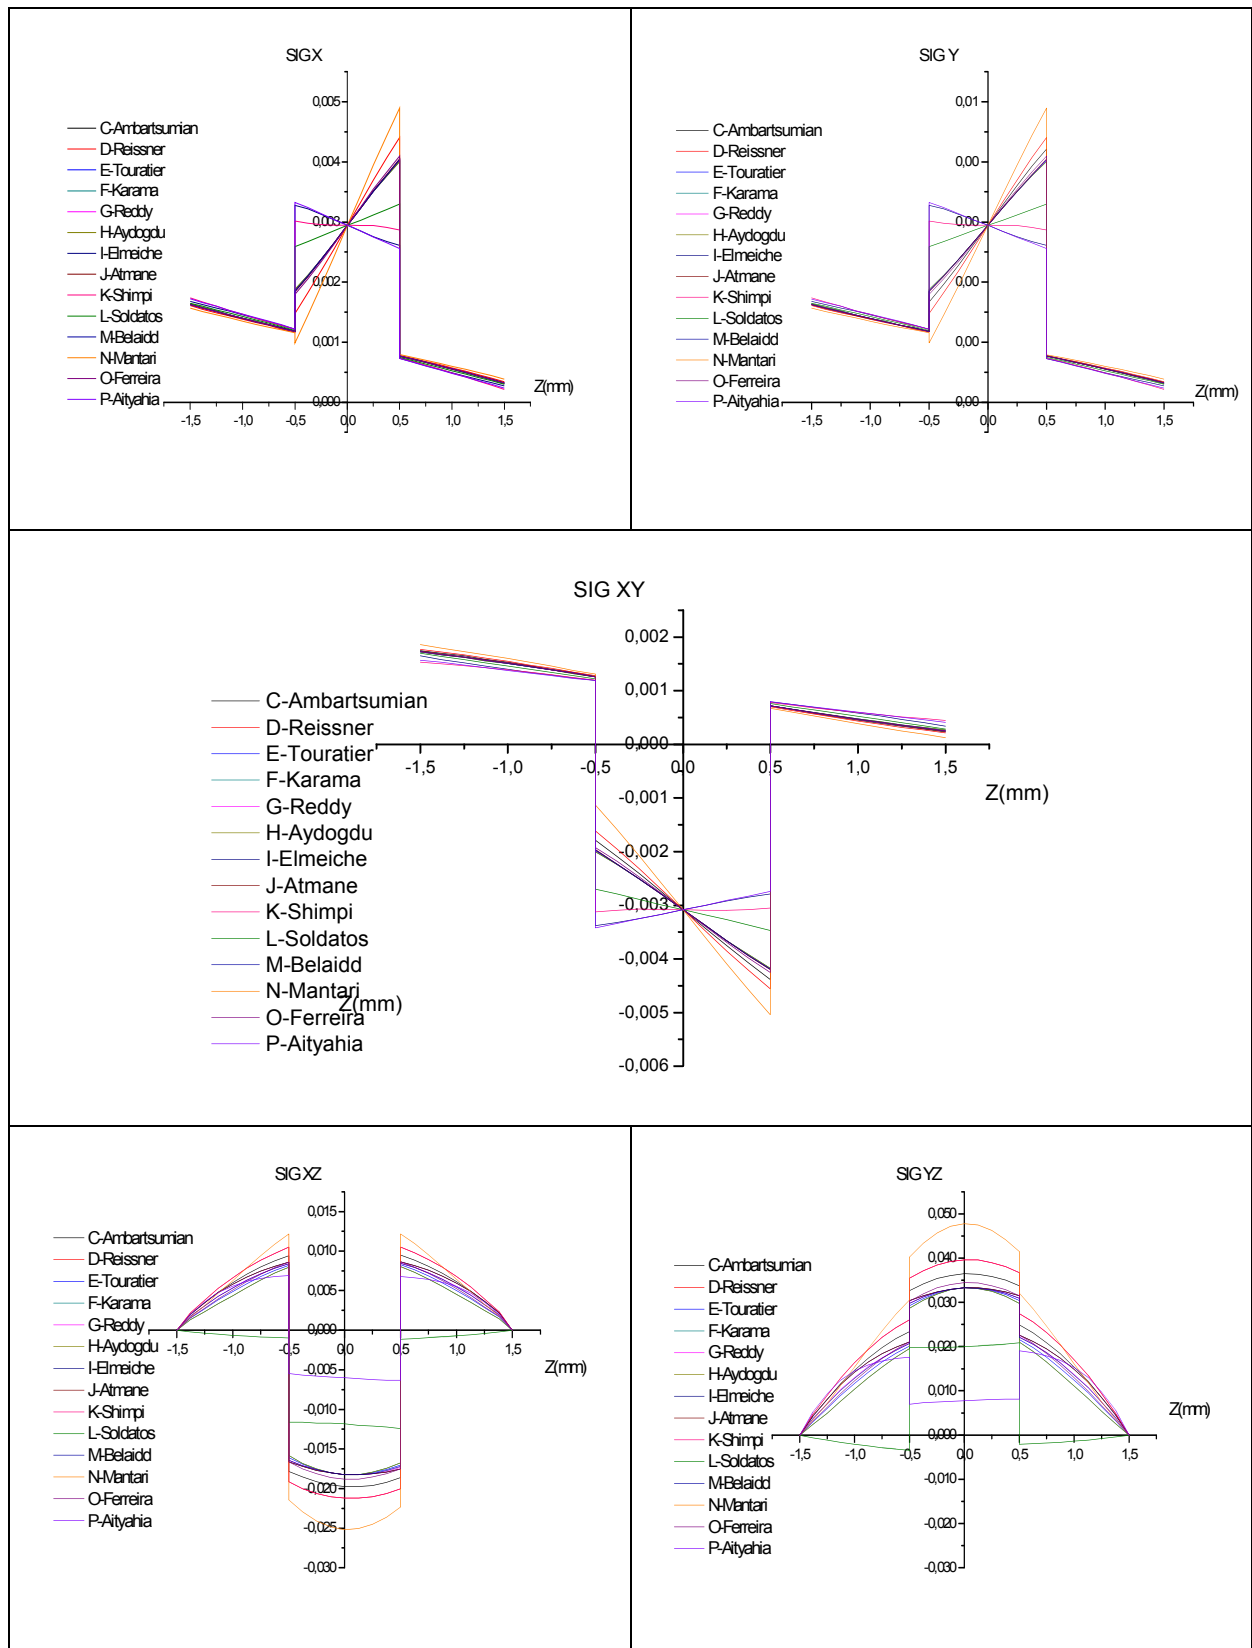 SIGX
0,005
0,004
0,003
0,002
0,001
0,000
-1,5 -1,0 -0,5 0,0 0,5 1,0 1,5
Z(mm)
C-Ambartsumian
D-Reissner
E-Touratier
F-Karama
G-Reddy
H-Aydogdu
I-Elmeiche
J-Atmane
K-Shimpi
L-Soldatos
M-Belaidd
N-Mantari
O-Ferreira
P-Aityahia
SIG Y
0,01
0,00
0,00
0,00
0,00
0,00
-1,5 -1,0 -0,5 0,0 0,5 1,0 1,5
Z(mm)
C-Ambartsumian
D-Reissner
E-Touratier
F-Karama
G-Reddy
H-Aydogdu
I-Elmeiche
J-Atmane
K-Shimpi
L-Soldatos
M-Belaidd
N-Mantari
O-Ferreira
P-Aityahia
SIG XY
0,002
0,001
0,000
-1,5 -1,0 -0,5 0,0 0,5 1,0 1,5
Z(mm)
-0,001
-0,002
-0,003
-0,004
-0,005
-0,006
C-Ambartsumian
D-Reissner
E-Touratier
F-Karama
G-Reddy
H-Aydogdu
I-Elmeiche
J-Atmane
K-Shimpi
L-Soldatos
M-Belaidd
N-Mantari
Z(mm)
O-Ferreira
P-Aityahia
SIGXZ
0,015
0,010
0,005
0,000
-1,5 -1,0 -0,5 0,0 0,5 1,0 1,5
Z(mm)
-0,005
-0,010
-0,015
-0,020
-0,025
-0,030
C-Ambartsumian
D-Reissner
E-Touratier
F-Karama
G-Reddy
H-Aydogdu
I-Elmeiche
J-Atmane
K-Shimpi
L-Soldatos
M-Belaidd
N-Mantari
O-Ferreira
P-Aityahia
SIG YZ
0,050
0,040
0,030
0,020
0,010
0,000
-1,5 -1,0 -0,5 0,0 0,5 1,0 1,5
Z(mm)
-0,010
-0,020
-0,030
C-Ambartsumian
D-Reissner
E-Touratier
F-Karama
G-Reddy
H-Aydogdu
I-Elmeiche
J-Atmane
K-Shimpi
L-Soldatos
M-Belaidd
N-Mantari
O-Ferreira
P-Aityahia